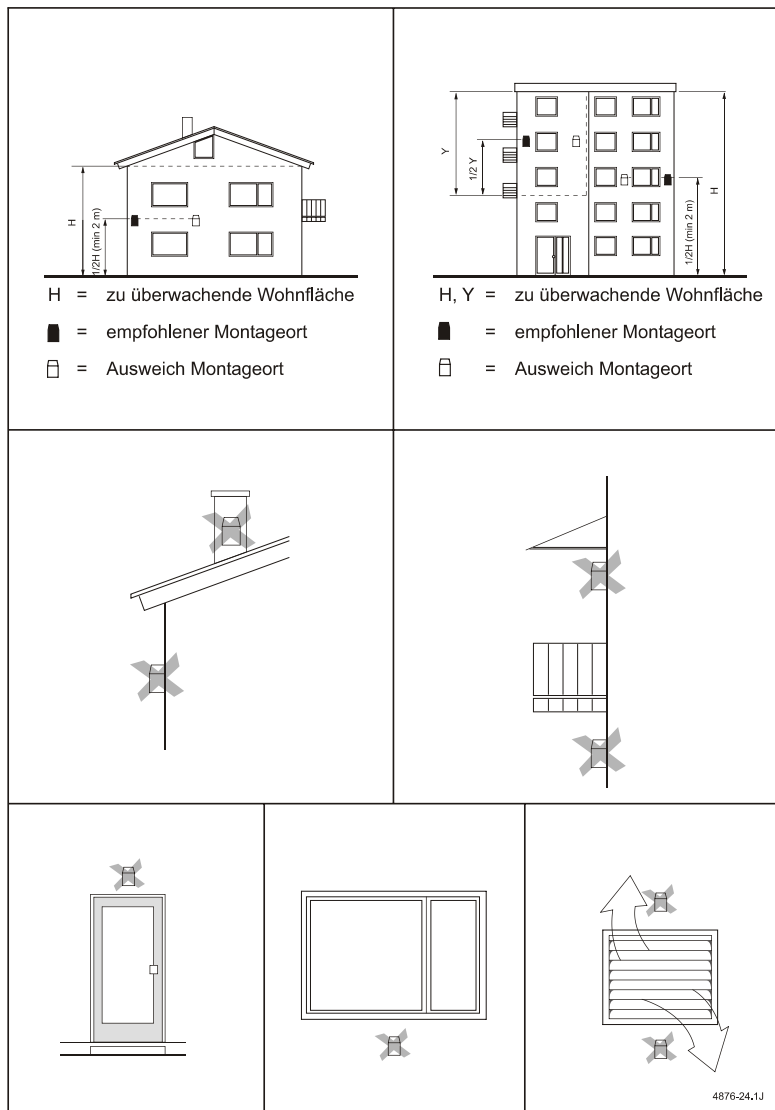 H
1/2H (min 2 m)
H = zu überwachende Wohnfläche
= empfohlener Montageort
= Ausweich Montageort
Y
1/2 Y
1/2H (min 2 m)
H
H, Y = zu überwachende Wohnfläche
= empfohlener Montageort
= Ausweich Montageort
4876-24.1J